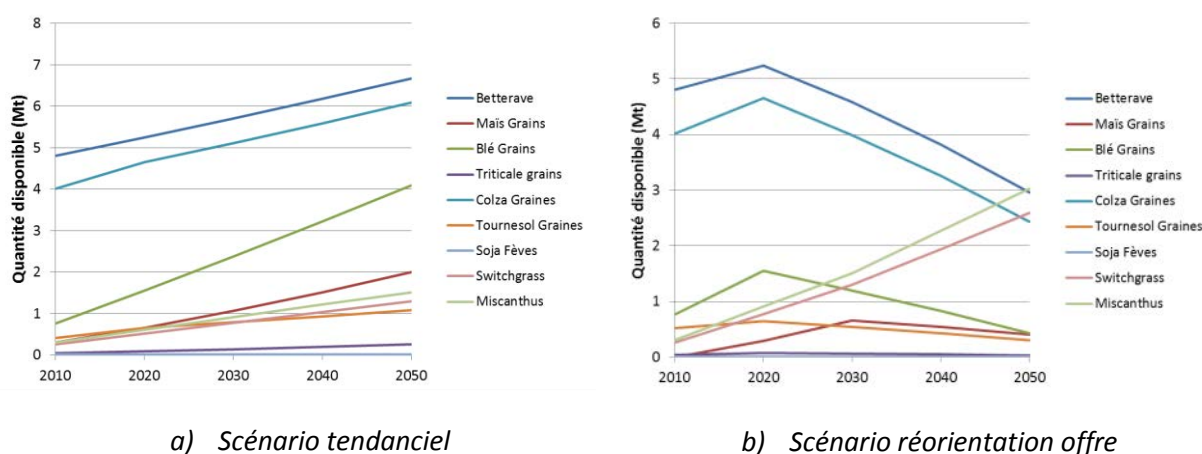 Quantité disponible (Mt)
8
7
6
5
4
3
2
1
0
2010 2020 2030 2040 2050
Betterave
Maïs Grains
Blé Grains
Triticale grains
Colza Graines
Tournesol Graines
Soja Fèves
Switchgrass
Miscanthus
a) Scénario tendanciel
Quantité disponible (Mt)
6
5
4
3
2
1
0
2010 2020 2030 2040 2050
Betterave
Maïs Grains
Blé Grains
Triticale grains
Colza Graines
Tournesol Graines
Soja Fèves
Switchgrass
Miscanthus
b) Scénario réorientation offre